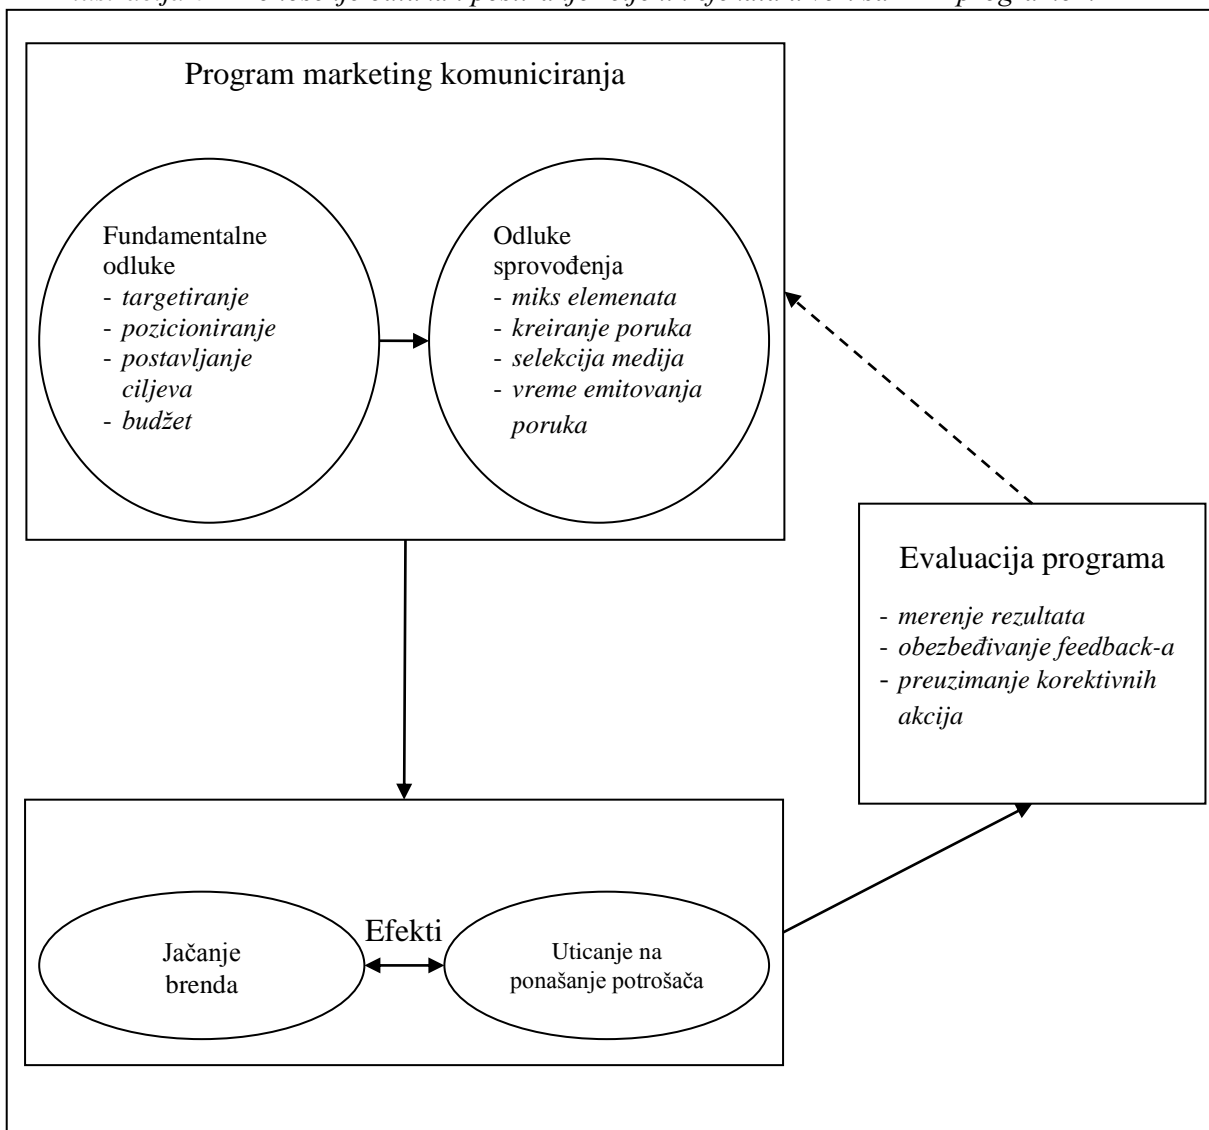 Program marketing komuniciranja
Fundamentalne
odluke
- targetiranje
- pozicioniranje
- postavljanje
ciljeva
- budžet
Odluke
sprovođenja
- miks elemenata
- kreiranje poruka
- selekcija medija
- vreme emitovanja
poruka
Evaluacija programa
- merenje rezultata
- obezbeđivanje feedback-a
- preuzimanje korektivnih
akcija
Efekti
Jačanje
brenda
Uticanje na
ponašanje potrošača